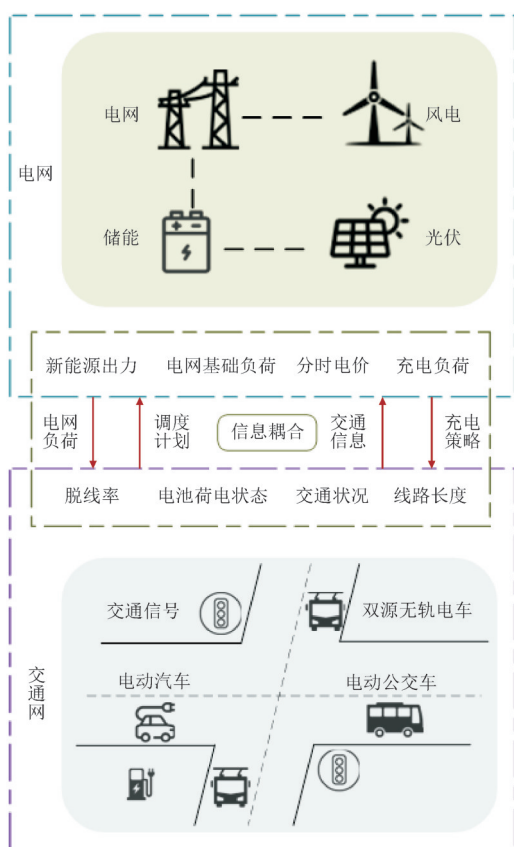 电网
风电
电网
储能
光伏
新能源出力
电网基础负荷
分时电价
充电负荷
电网
负荷
调度
计划
信息耦合
交通
信息
充电
策略
脱线率
电池荷电状态
交通状况
线路长度
交通信号
双源无轨电车
交通网
电动汽车
电动公交车